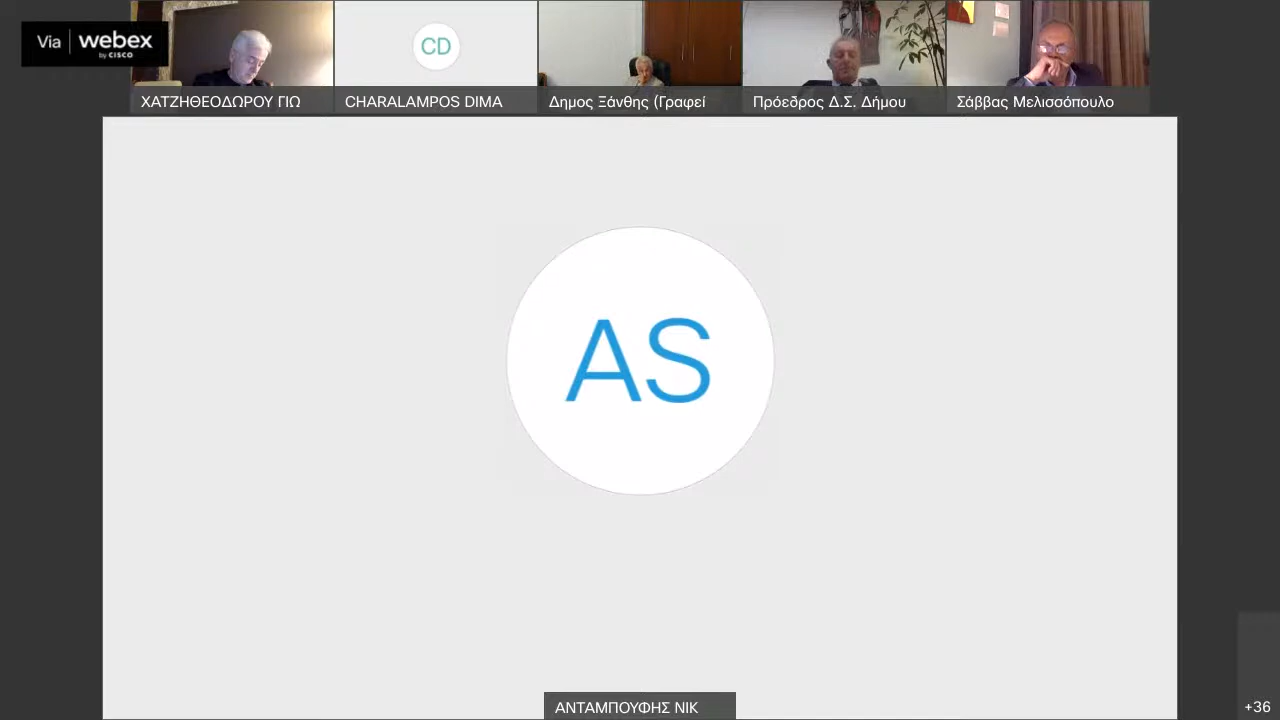 Via webex
by CISCO
ΧΑΤΖΗΘΕΟΔΩΡΟΥ ΓΙΩ
CD
CHARALAMPOS DIMA
Δημος Ξάνθης (Γραφεί
Πρόεδρος Δ.Σ. Δήμου
Σάββας Μελισσόπουλο
AS
ΑΝΤΑΜΠΟΥΦΗΣ ΝΙΚ
+36